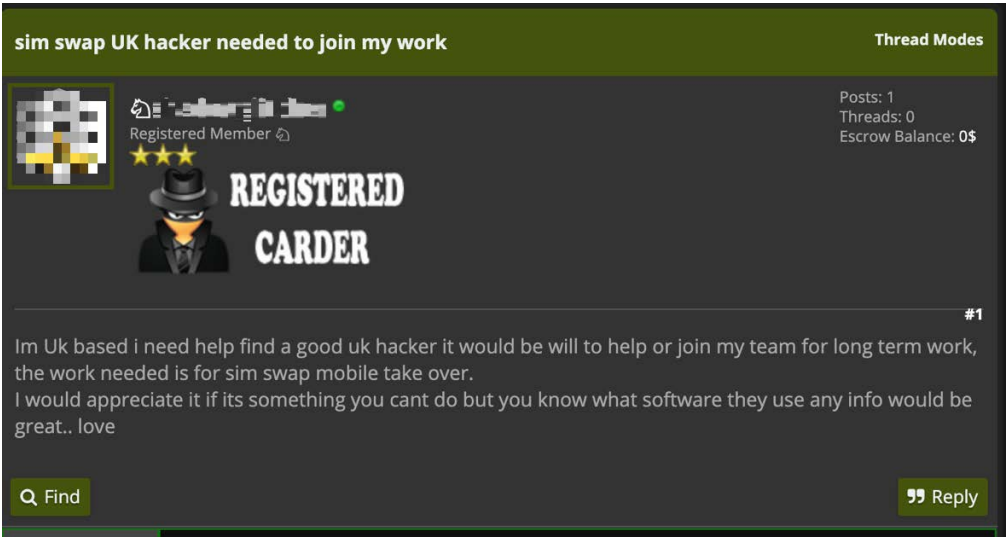 sim swap UK hacker needed to join my work
Thread Modes
Posts: 1
Threads: 0
Escrow Balance: 0$
Registered Member
REGISTERED
CARDER
#1
Im Uk based i need help find a good uk hacker it would be will to help or join my team for long term work,
the work needed is for sim swap mobile take over.
I would appreciate it if its something you cant do but you know what software they use any info would be
great.. love
Find
Reply